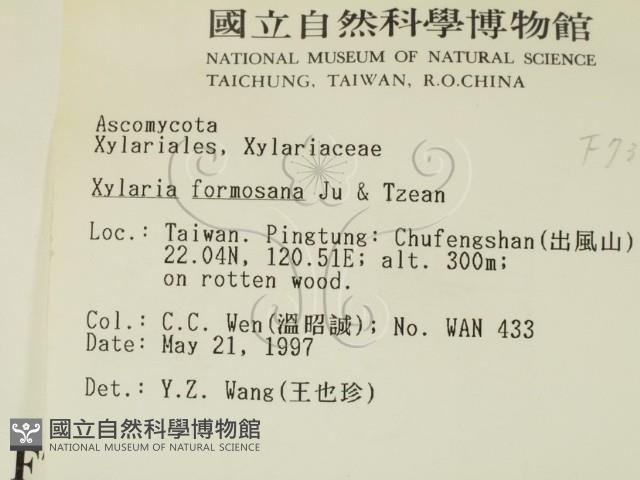 國立自然科學博物館
NATIONAL MUSEUM OF NATURAL SCIENCE
TAICHUNG, TAIWAN, R.O.CHINA
Ascomycota
Xylariales, Xylariaceae
F73
Xylaria formosana Ju & Tzean
Loc.: Taiwan. Pingtung: Chufengshan(出風山)
22.04N, 120.51E; alt. 300m;
on rotten wood.
Col.: C.C. Wen(溫昭誠); No. WAN 433
Date: May 21, 1997
Det.: Y.Z. Wang(王也珍)
國立自然科學博物館
NATIONAL MUSEUM OF NATURAL SCIENCE
F